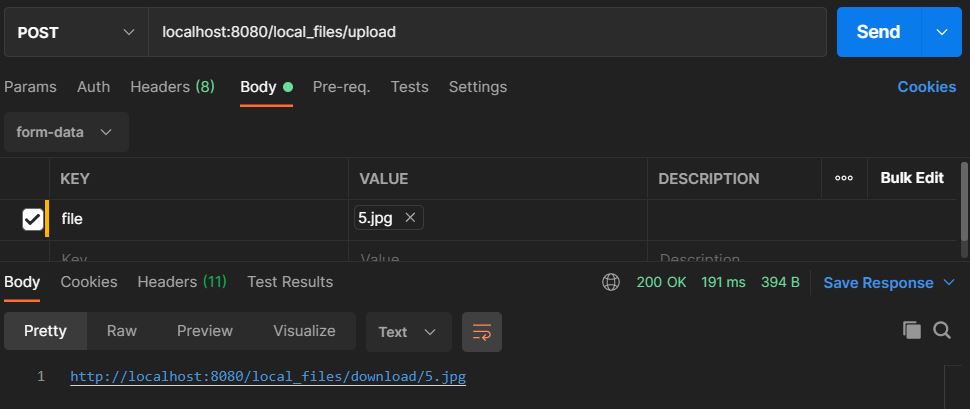 POST localhost:8080/local_files/upload Send
Params Auth Headers (8) Body Pre-req. Tests Settings Cookies
form-data
KEY VALUE DESCRIPTION Bulk Edit
file 5.jpg
Key Value Description
Body Cookies Headers (11) Test Results 200 OK 191 ms 394 B Save Response
Pretty Raw Preview Visualize Text
1 http://localhost:8080/local_files/download/5.jpg